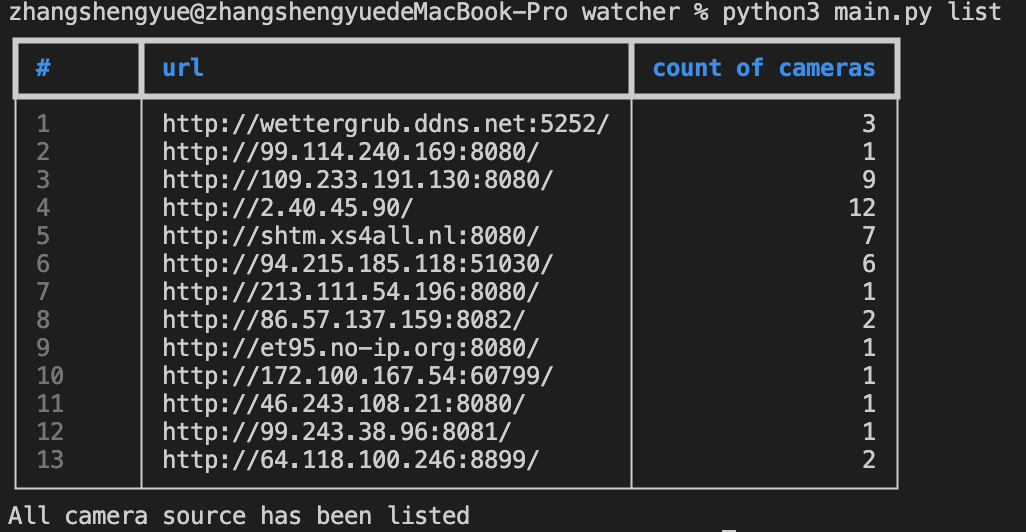 zhangshengyue@zhangshengyuedeMacBook-Pro watcher % python3 main.py list
# url count of cameras
1 http://wettergrub.ddns.net:5252/ 3
2 http://99.114.240.169:8080/ 1
3 http://109.233.191.130:8080/ 9
4 http://2.40.45.90/ 12
5 http://shtm.xs4all.nl:8080/ 7
6 http://94.215.185.118:51030/ 6
7 http://213.111.54.196:8080/ 1
8 http://86.57.137.159:8082/ 2
9 http://et95.no-ip.org:8080/ 1
10 http://172.100.167.54:60799/ 1
11 http://46.243.108.21:8080/ 1
12 http://99.243.38.96:8081/ 1
13 http://64.118.100.246:8899/ 2
All camera source has been listed